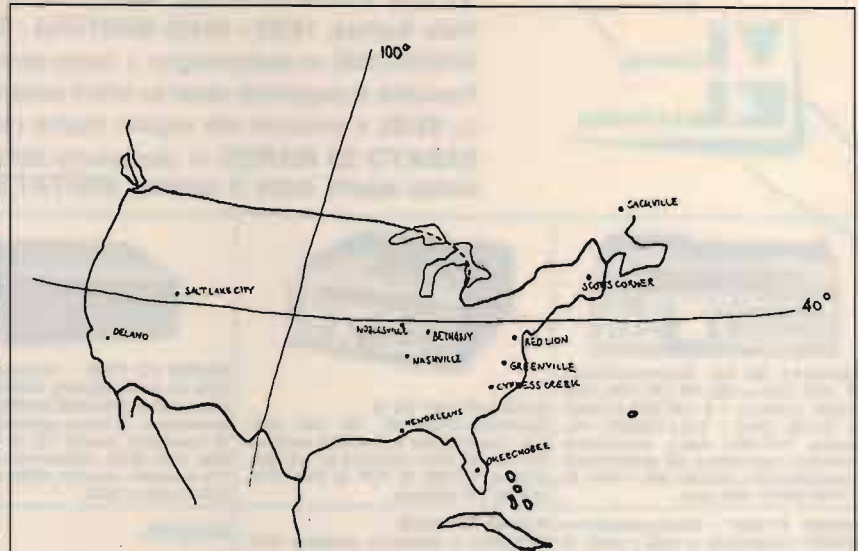 100°
SACKVILLE
SCOTS CORNER
SALT LAKE CITY
40°
NOBLESVILLE
BETHANY
RED LION
DELANO
NASHVILLE
GREENVILLE
CYPRESS CREEK
NEW ORLEANS
OKEECHOBEE